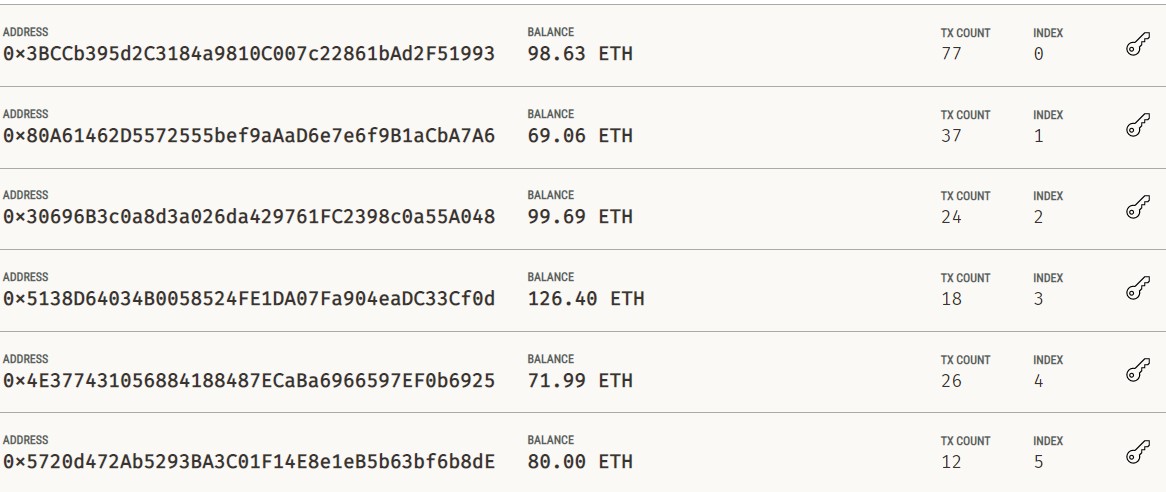 ADDRESS BALANCE TX COUNT INDEX
0×3BCCb395d2C3184a9810C007c22861bAd2F51993 98.63 ETH 77 0
ADDRESS BALANCE TX COUNT INDEX
0×80A61462D5572555bef9aAaD6e7e6f9B1aCbA7A6 69.06 ETH 37 1
ADDRESS BALANCE TX COUNT INDEX
0×30696B3c0a8d3a026da429761FC2398c0a55A048 99.69 ETH 24 2
ADDRESS BALANCE TX COUNT INDEX
0×5138D64034B0058524FE1DA07Fa904eaDC33Cf0d 126.40 ETH 18 3
ADDRESS BALANCE TX COUNT INDEX
0×4E377431056884188487ECaBa6966597EF0b6925 71.99 ETH 26 4
ADDRESS BALANCE TX COUNT INDEX
0×5720d472Ab5293BA3C01F14E8e1eB5b63bf6b8dE 80.00 ETH 12 5